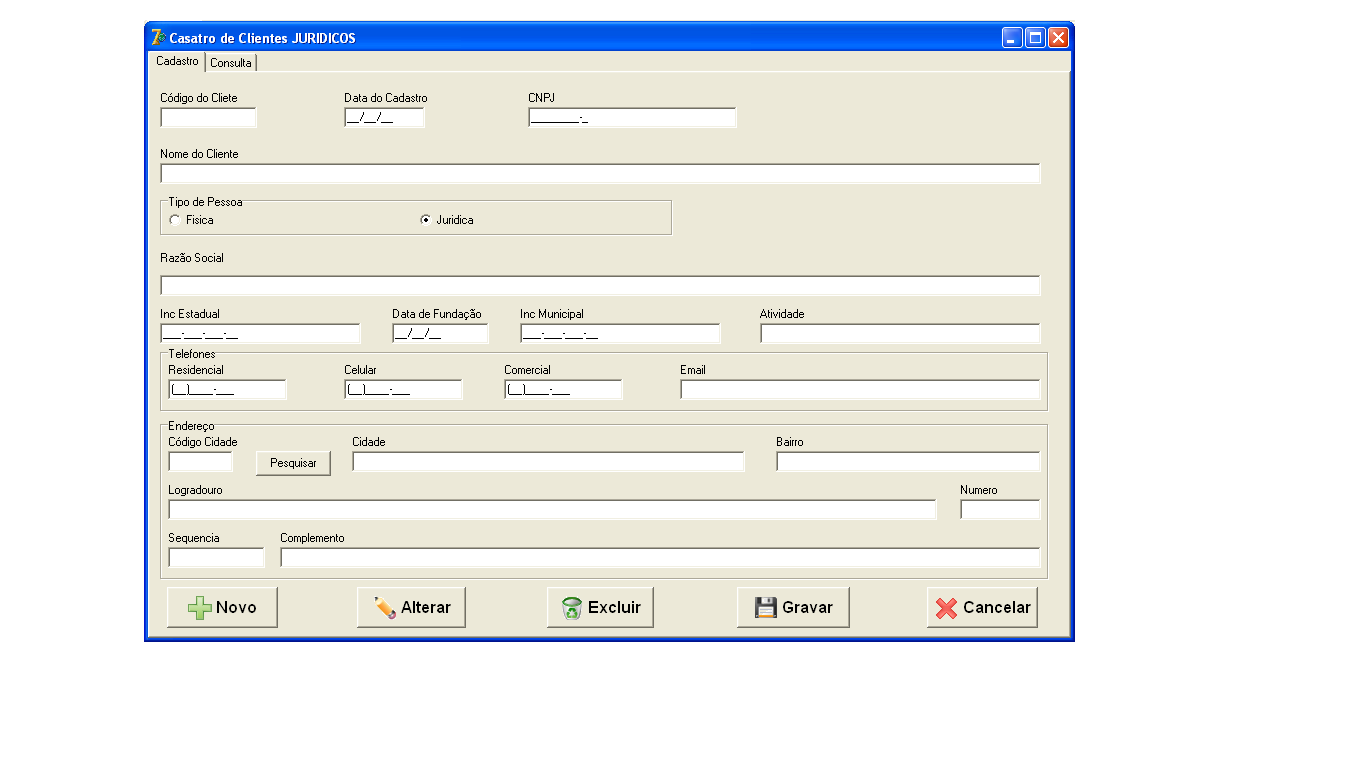 Casatro de Clientes JURIDICOS
Cadastro Consulta
Código do Cliete Data do Cadastro CNPJ
__/__/__ ________-_
Nome do Cliente
Tipo de Pessoa
Fisica Juridica
Razão Social
Inc Estadual Data de Fundação Inc Municipal Atividade
___-___-___-__ __/__/__ ___-___-___-__
Telefones
Residencial Celular Comercial Email
(__)____-___ (__)____-___ (__)____-___
Endereço
Código Cidade Cidade Bairro
Pesquisar
Logradouro Numero
Sequencia Complemento
Novo Alterar Excluir Gravar Cancelar